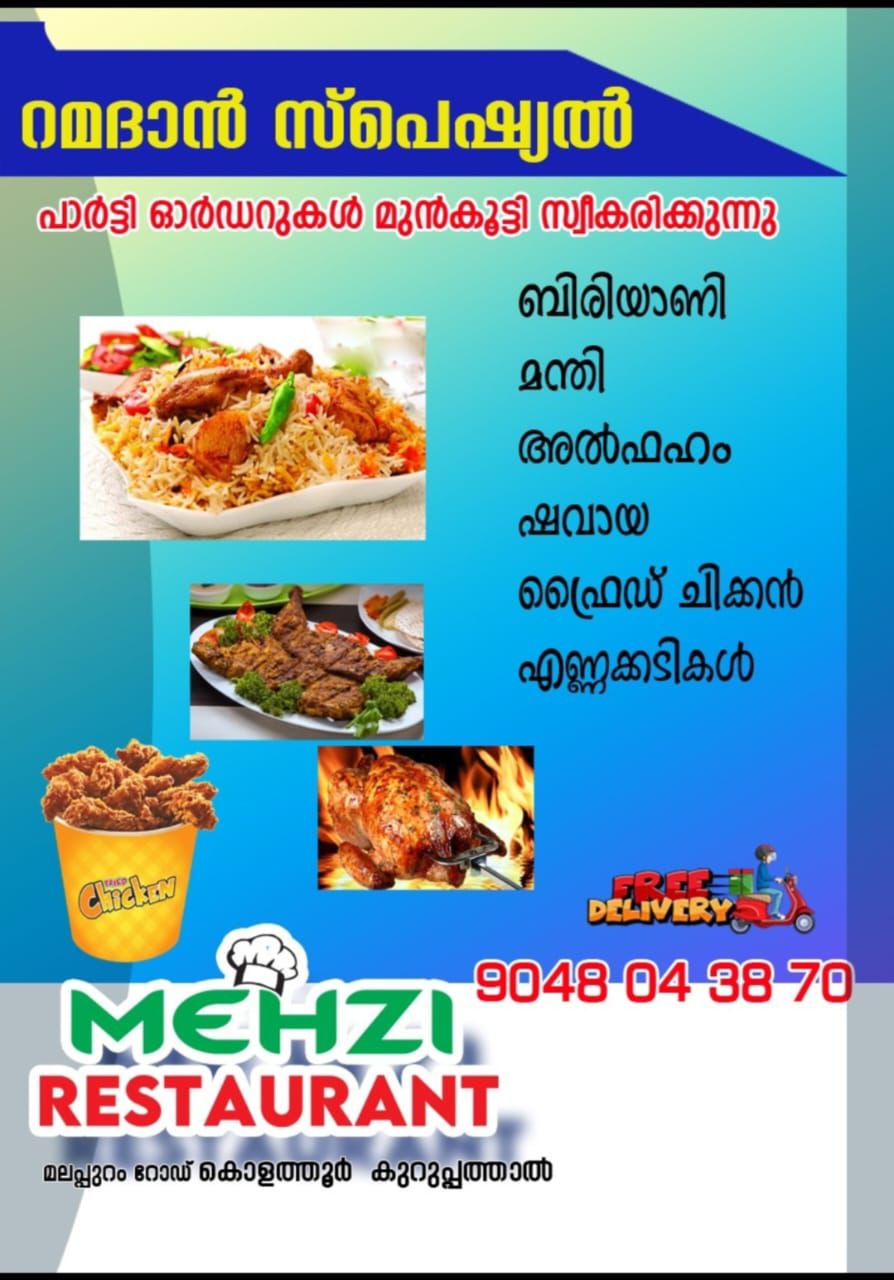 റമദാൻ സ്പെഷ്യൽ
പാർട്ടി ഓർഡറുകൾ മുൻകൂട്ടി സ്വീകരിക്കുന്നു
ബിരിയാണി
മന്തി
അൽഫഹം
ഷവായ
ഫ്രൈഡ് ചിക്കൻ
എണ്ണക്കടികൾ
FRIED
Chicken
FREE
DELIVERY
9048 04 38 70
MEHZI
RESTAURANT
മലപ്പുറം റോഡ് കൊളത്തൂർ കുറുപ്പത്താൽ